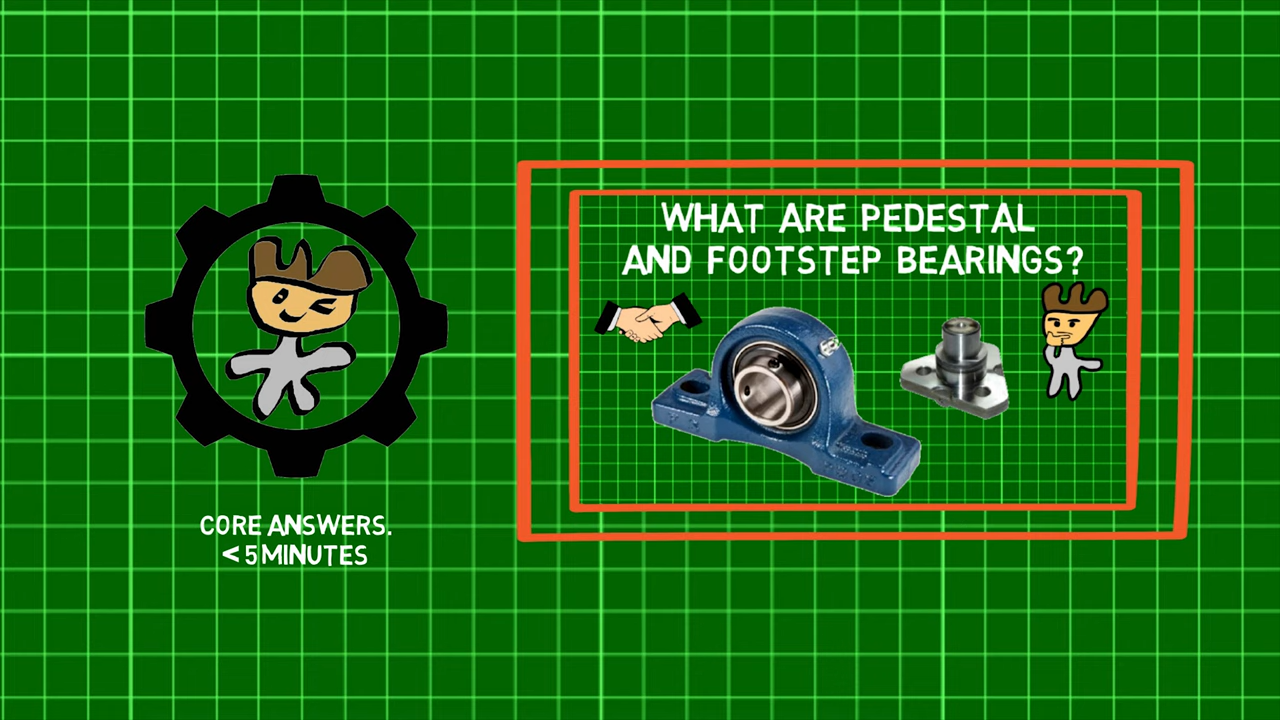 WHAT ARE PEDESTAL
AND FOOTSTEP BEARINGS?
CORE ANSWERS.
< 5 MINUTES